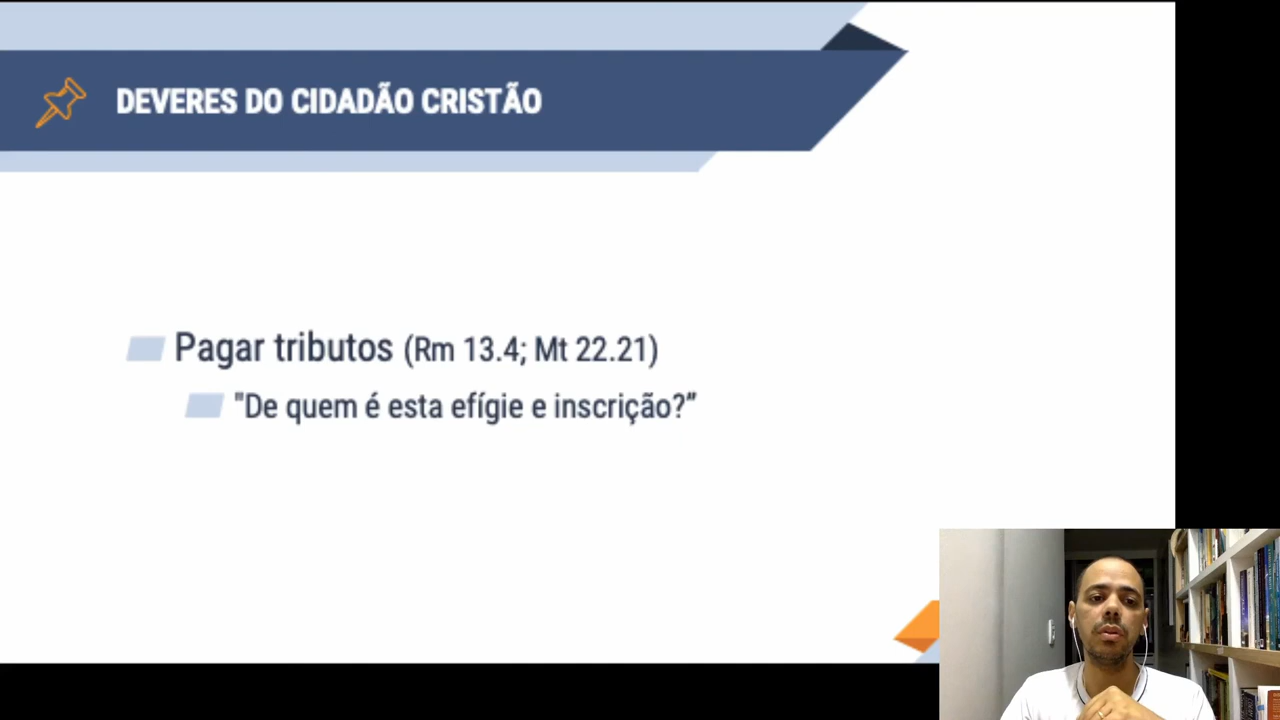 DEVERES DO CIDADÃO CRISTÃO
Pagar tributos (Rm 13.4; Mt 22.21)
"De quem é esta efígie e inscrição?”